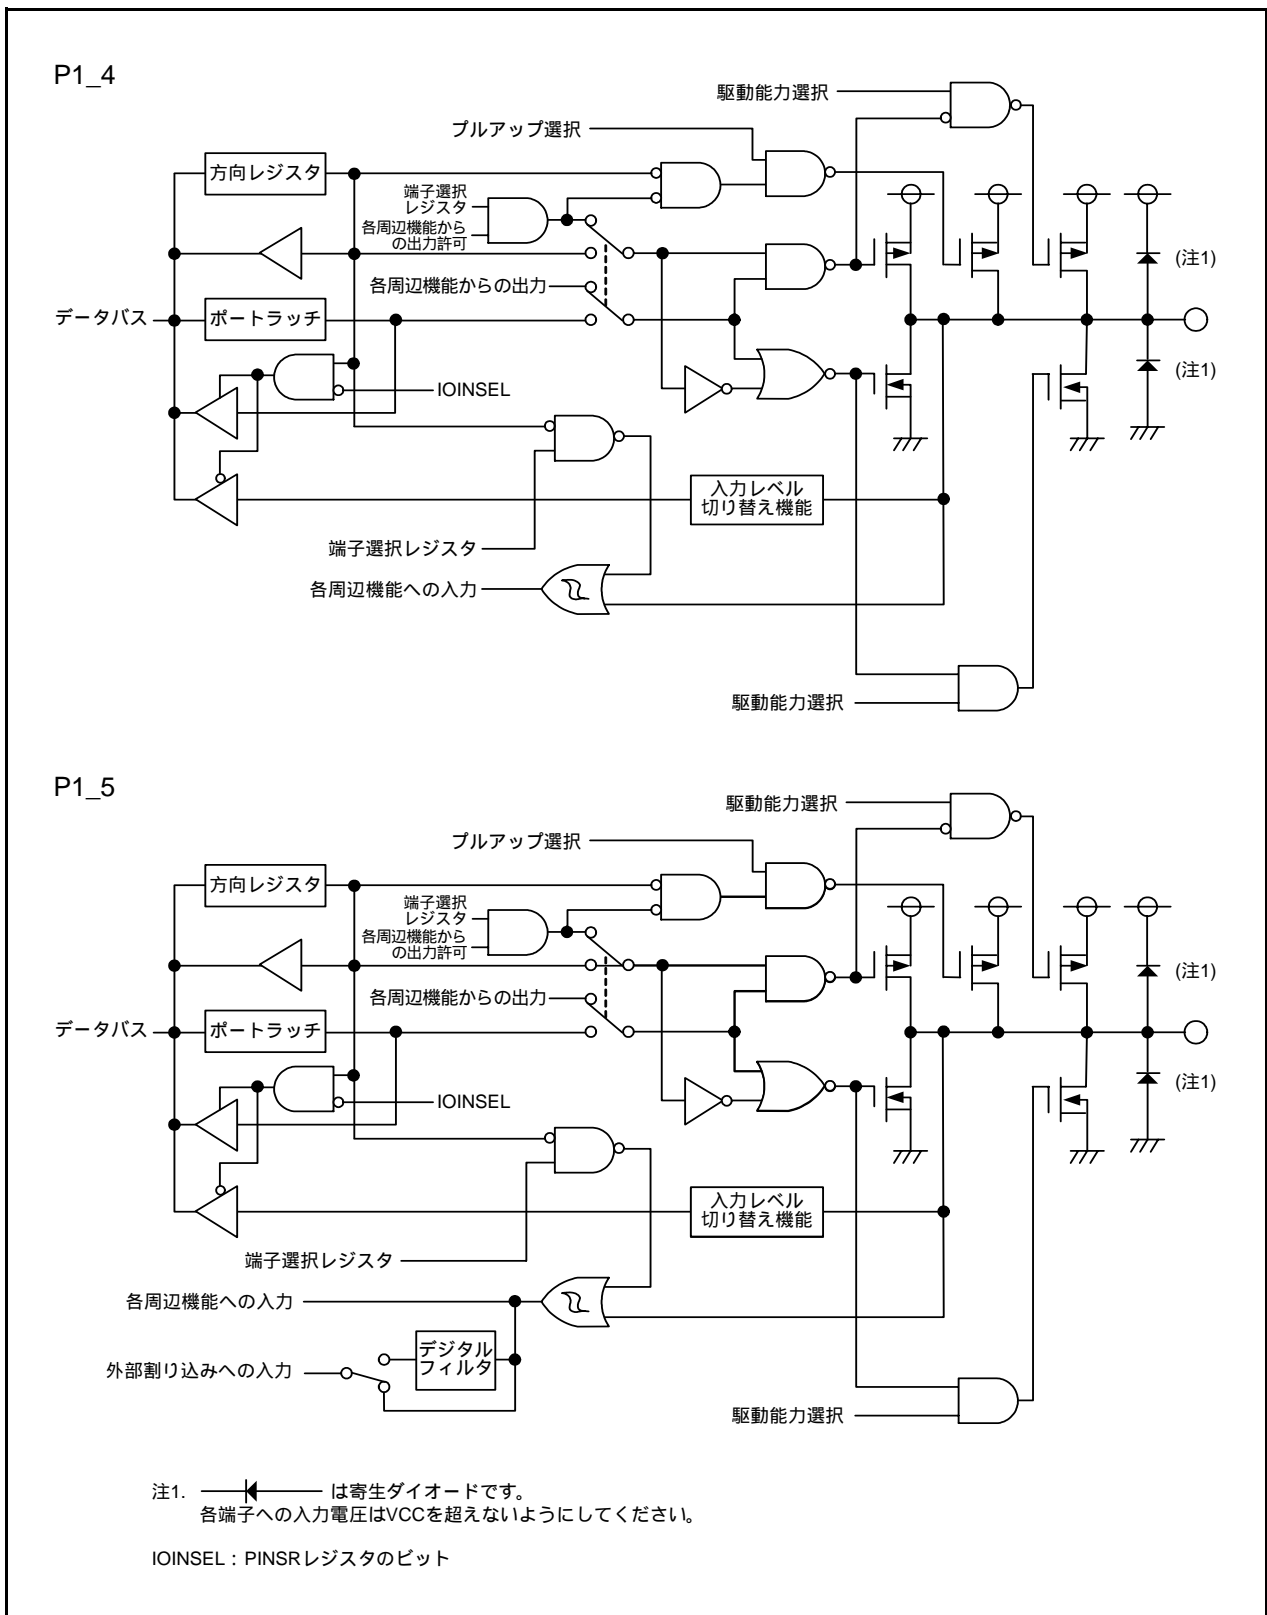 P1_4
駆動能力選択
プルアップ選択
方向レジスタ
端子選択
レジスタ
各周辺機能から
の出力許可
(注1)
各周辺機能からの出力
データバス
ポートラッチ
(注1)
IOINSEL
入力レベル
切り替え機能
端子選択レジスタ
各周辺機能への入力
駆動能力選択
P1_5
駆動能力選択
プルアップ選択
方向レジスタ
端子選択
レジスタ
各周辺機能から
の出力許可
(注1)
各周辺機能からの出力
データバス
ポートラッチ
(注1)
IOINSEL
入力レベル
切り替え機能
端子選択レジスタ
各周辺機能への入力
デジタル
フィルタ
外部割り込みへの入力
駆動能力選択
注1. は寄生ダイオードです。
各端子への入力電圧はVCCを超えないようにしてください。
IOINSEL：PINSRレジスタのビット